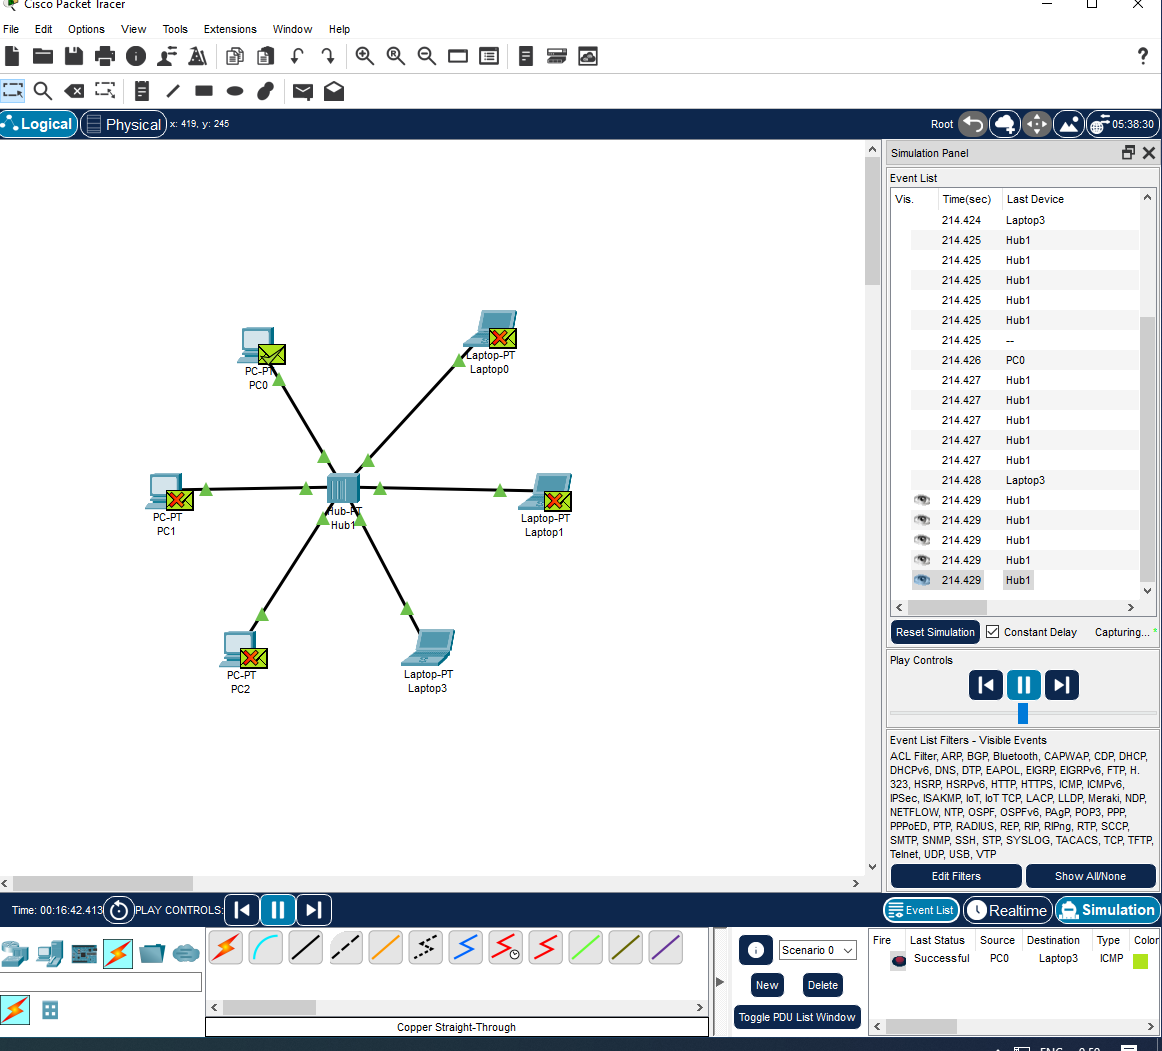 Cisco Packet Tracer
File Edit Options View Tools Extensions Window Help
?
Logical Physical x: 419, y: 245 Root 05:38:30
Simulation Panel
Event List
Vis. Time(sec) Last Device
214.424 Laptop3
214.425 Hub1
214.425 Hub1
214.425 Hub1
214.425 Hub1
214.425 Hub1
214.425 --
214.426 PC0
214.427 Hub1
214.427 Hub1
214.427 Hub1
214.427 Hub1
214.427 Hub1
214.428 Laptop3
214.429 Hub1
214.429 Hub1
214.429 Hub1
214.429 Hub1
214.429 Hub1
Reset Simulation Constant Delay Capturing... *
Play Controls
Event List Filters - Visible Events
ACL Filter, ARP, BGP, Bluetooth, CAPWAP, CDP, DHCP,
DHCPv6, DNS, DTP, EAPOL, EIGRP, EIGRPv6, FTP, H.
323, HSRP, HSRPv6, HTTP, HTTPS, ICMP, ICMPv6,
IPSec, ISAKMP, IoT, IoT TCP, LACP, LLDP, Meraki, NDP,
NETFLOW, NTP, OSPF, OSPFv6, PAgP, POP3, PPP,
PPPoED, PTP, RADIUS, REP, RIP, RIPng, RTP, SCCP,
SMTP, SNMP, SSH, STP, SYSLOG, TACACS, TCP, TFTP,
Telnet, UDP, USB, VTP
Edit Filters Show All/None
PC-PT
PC0
Laptop-PT
Laptop0
PC-PT
PC1
Hub-PT
Hub1
Laptop-PT
Laptop1
PC-PT
PC2
Laptop-PT
Laptop3
Time: 00:16:42.413 PLAY CONTROLS: Event List Realtime Simulation
Scenario 0
New Delete
Toggle PDU List Window
Fire Last Status Source Destination Type Color
Successful PC0 Laptop3 ICMP
Copper Straight-Through